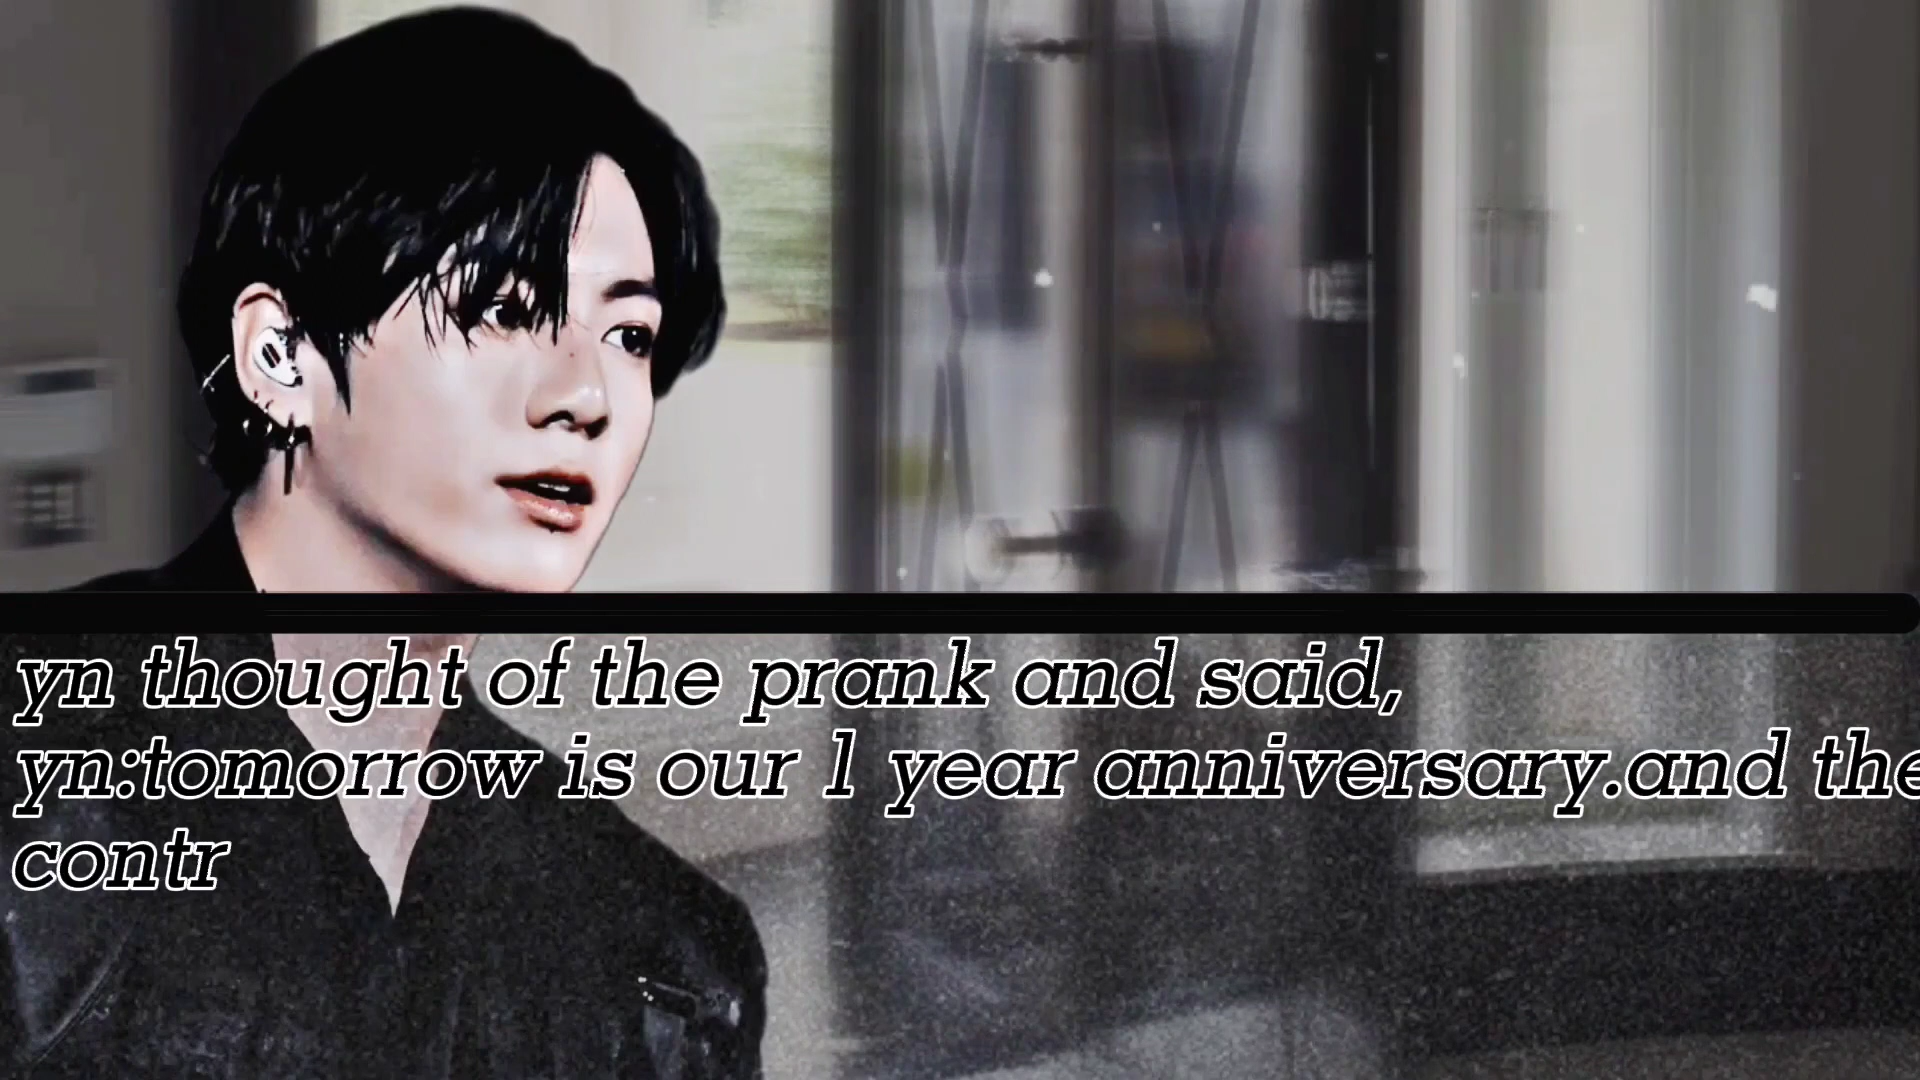 yn thought of the prank and said,
yn:tomorrow is our 1 year anniversary.and the
contr